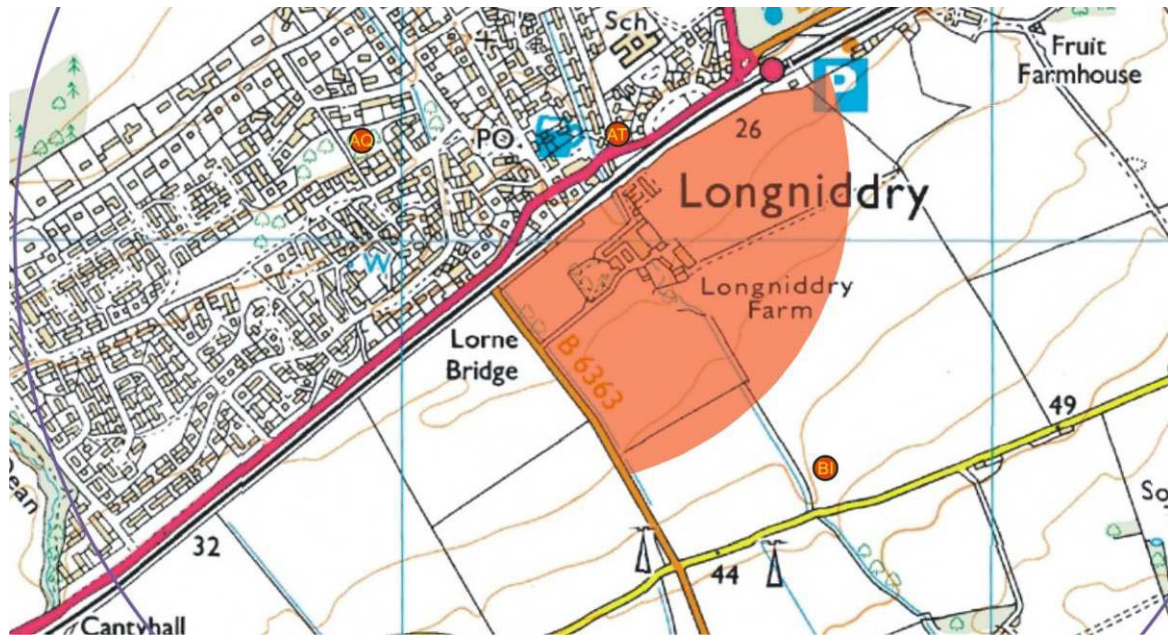 Sch
Fruit
Farmhouse
AQ
PO
AT
26
Longniddry
W
Longniddry
Farm
Lorne
Bridge
B 6363
49
BI
32
44
Cantyhall